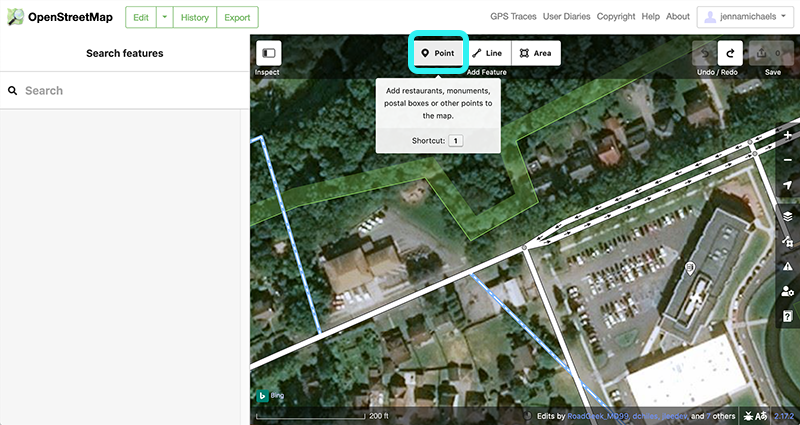 OpenStreetMap
Edit
History
Export
GPS Traces
User Diaries
Copyright
Help
About
jennamichaels
Search features
Search
Inspect
Point
Line
Area
Add Feature
Undo / Redo
0
Save
Add restaurants, monuments,
postal boxes or other points to
the map.
Shortcut: 1
Bing
200 ft
Edits by RoadGeek_MD99, dchiles, jeedes, and 7 others
2.17.2